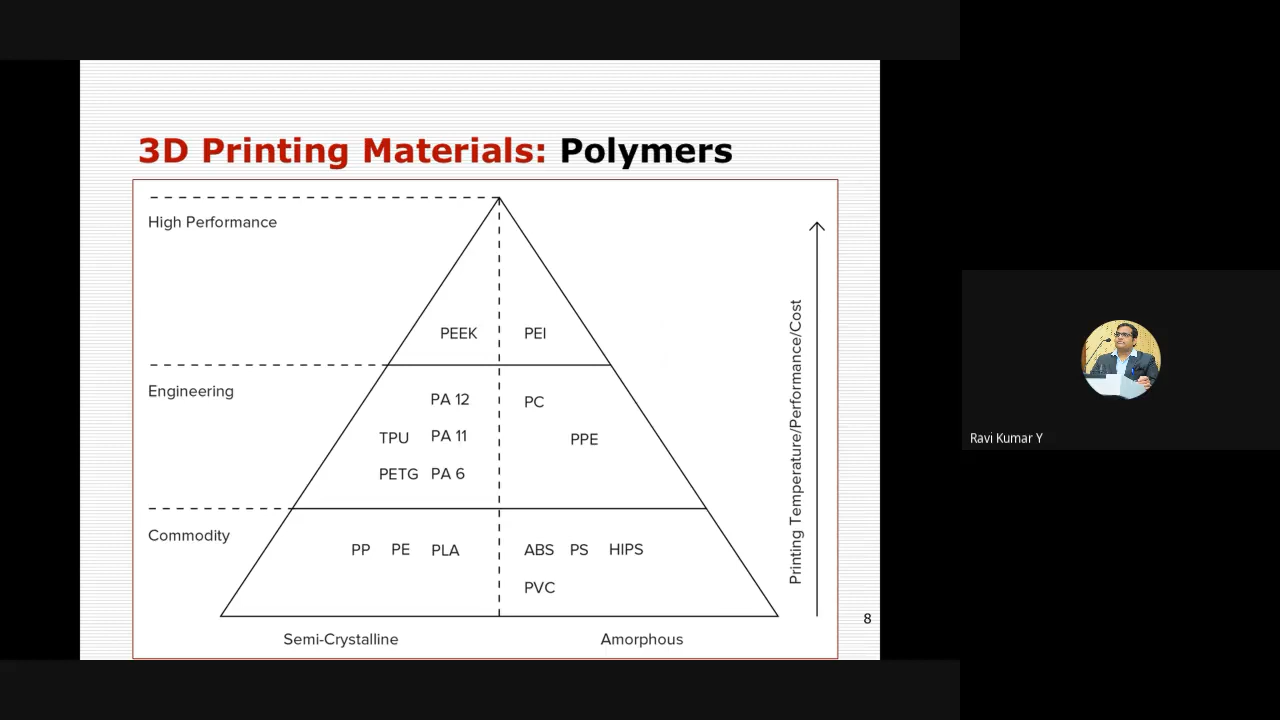 3D Printing Materials: Polymers
High Performance
PEEK PEI
Engineering
PA 12 PC
TPU PA 11 PPE
PETG PA 6
Commodity
PP PE PLA ABS PS HIPS
PVC
Semi-Crystalline Amorphous
Printing Temperature/Performance/Cost
8
Ravi Kumar Y